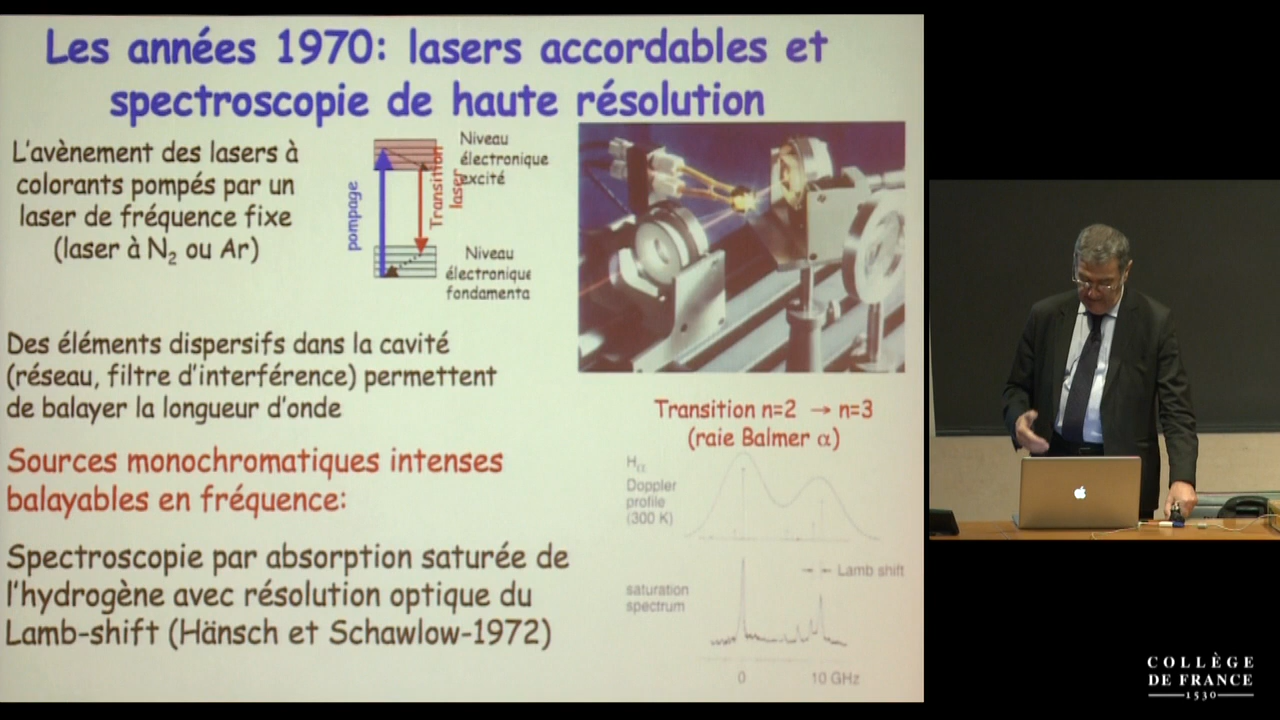 Les années 1970: lasers accordables et
spectroscopie de haute résolution
L'avènement des lasers à
colorants pompés par un
laser de fréquence fixe
(laser à N₂ ou Ar)
pompage
Transition
laser
Niveau
électronique
excité
Niveau
électronique
fondamenta
Des éléments dispersifs dans la cavité
(réseau, filtre d'interférence) permettent
de balayer la longueur d'onde
Sources monochromatiques intenses
balayables en fréquence:
Spectroscopie par absorption saturée de
l'hydrogène avec résolution optique du
Lamb-shift (Hänsch et Schawlow-1972)
Transition n=2 → n=3
(raie Balmer α)
Hα
Doppler
profile
(300 K)
Lamb shift
saturation
spectrum
0 10 GHz
COLLÈGE
DE FRANCE
1530